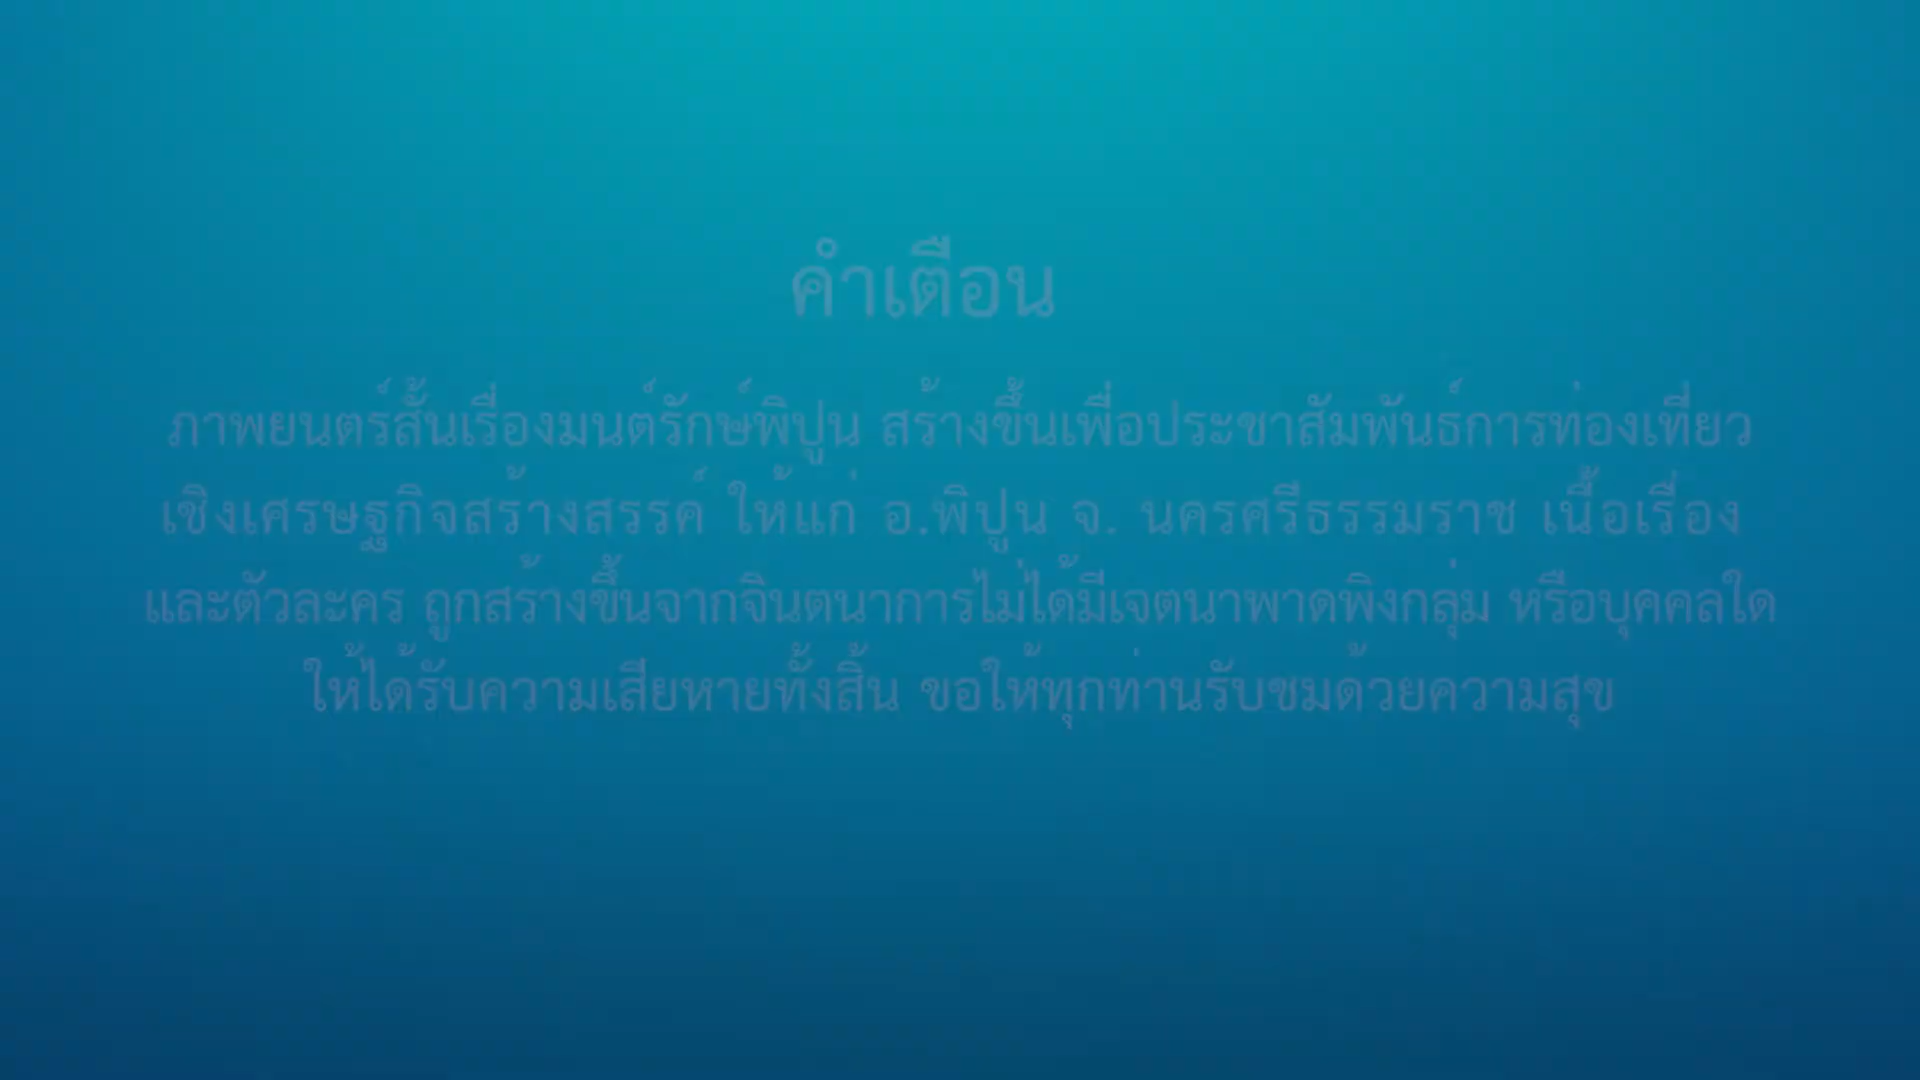 คำเตือน
ภาพยนตร์สั้นเรื่องมนต์รักษ์พิปูน สร้างขึ้นเพื่อประชาสัมพันธ์การท่องเที่ยว
เชิงเศรษฐกิจสร้างสรรค์ ให้แก่ อ.พิปูน จ. นครศรีธรรมราช เนื้อเรื่อง
และตัวละคร ถูกสร้างขึ้นจากจินตนาการไม่ได้มีเจตนาพาดพิงกลุ่ม หรือบุคคลใด
ให้ได้รับความเสียหายทั้งสิ้น ขอให้ทุกท่านรับชมด้วยความสุข